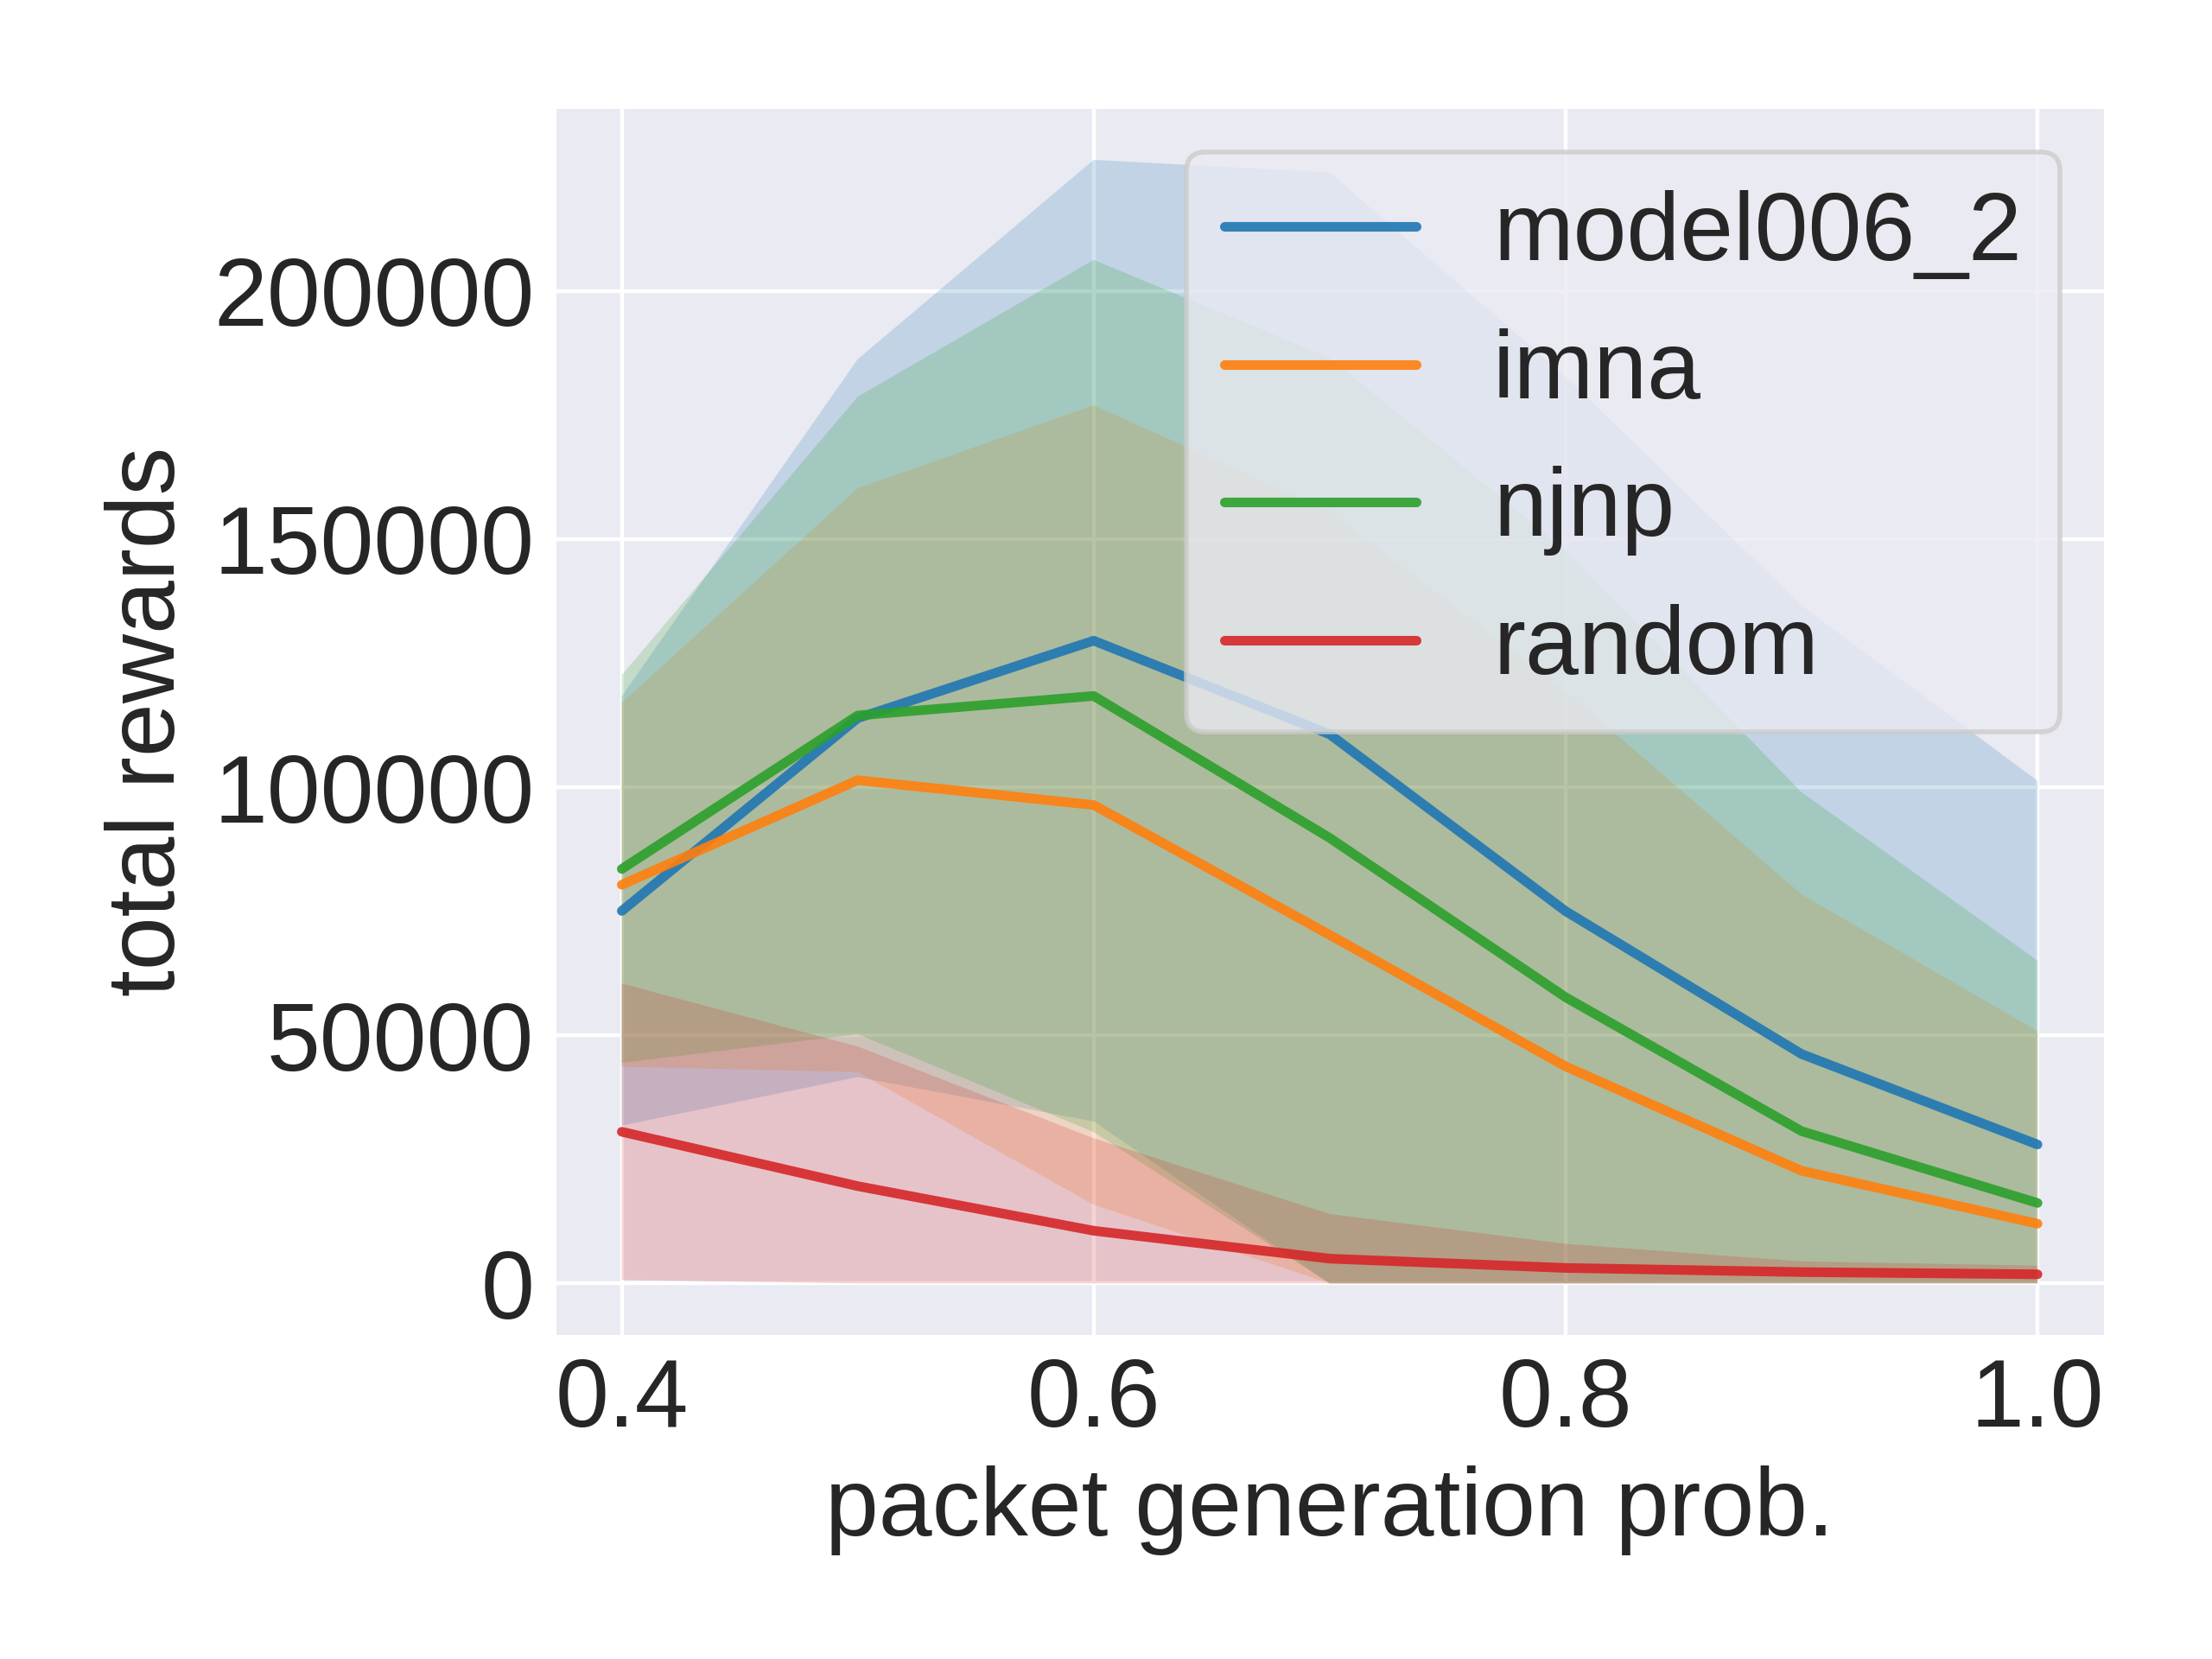 model006_2
imna
njnp
random
total rewards
200000
150000
100000
50000
0
0.4 0.6 0.8 1.0
packet generation prob.